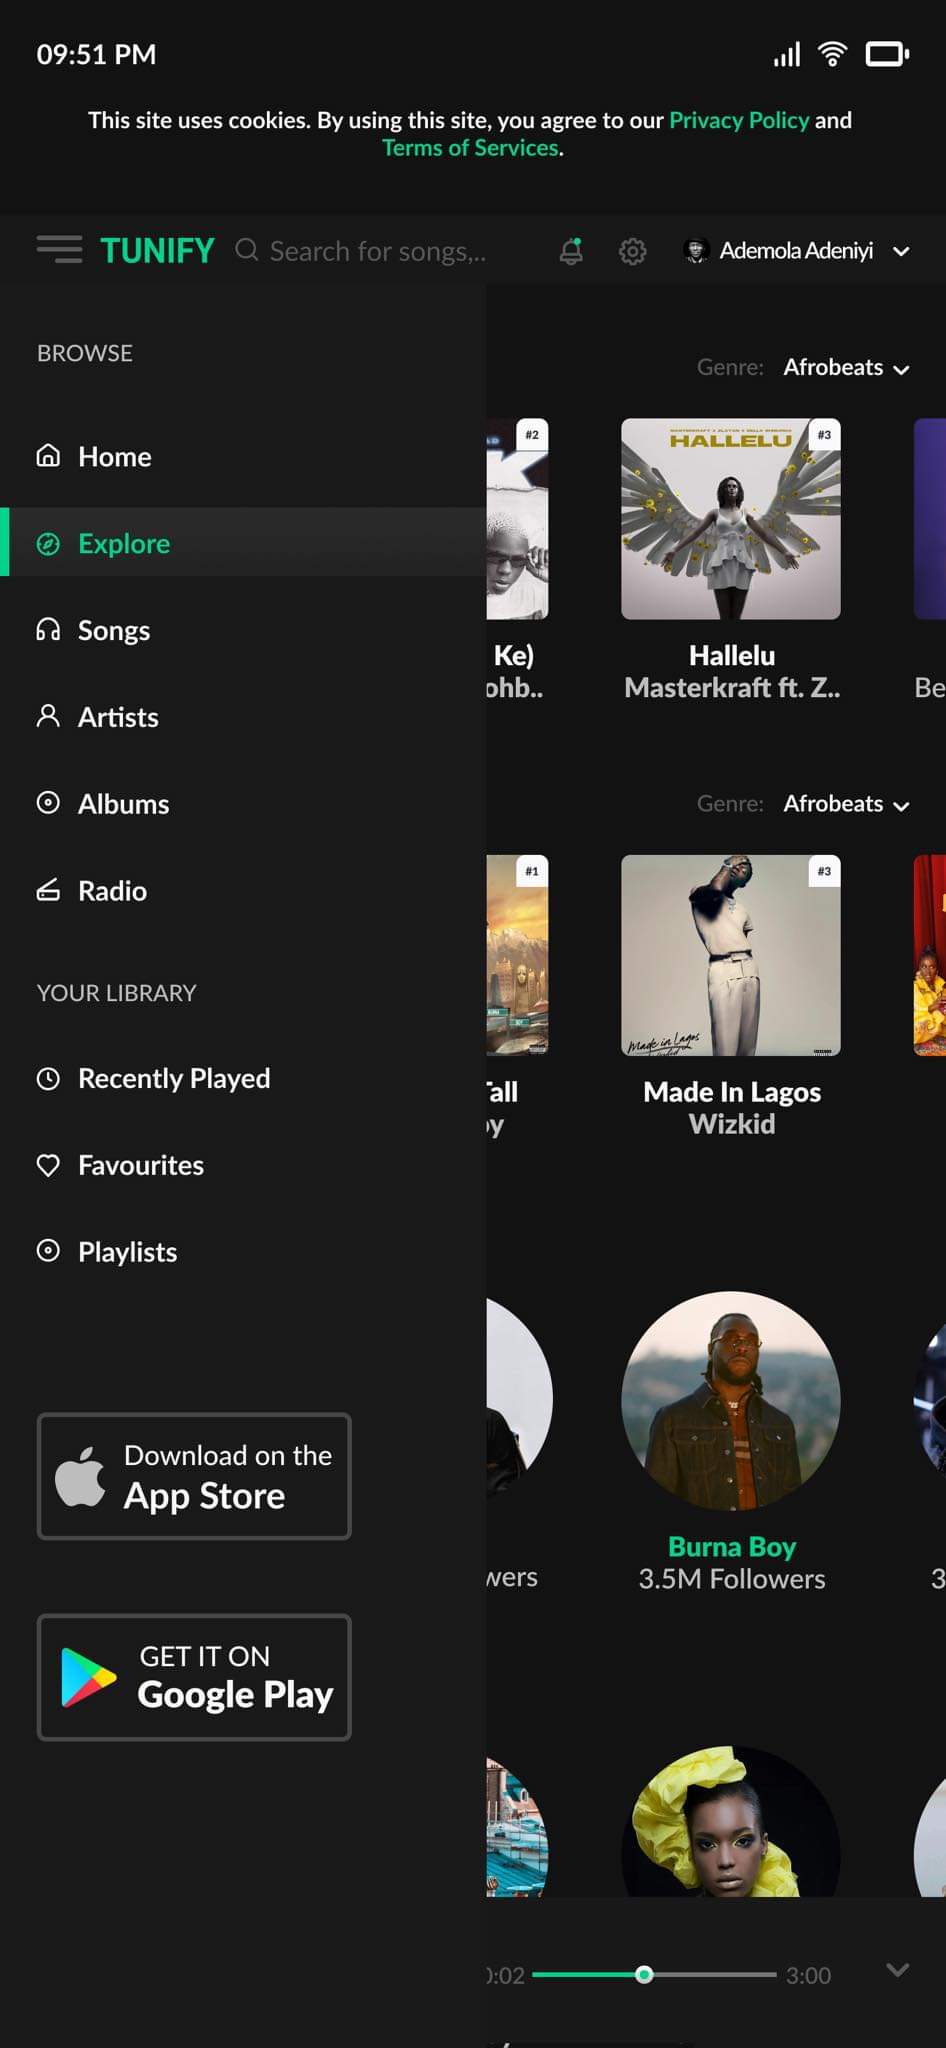 09:51 PM
This site uses cookies. By using this site, you agree to our Privacy Policy and
Terms of Services.
TUNIFY
Search for songs,..
Ademola Adeniyi
BROWSE
Home
Explore
Songs
Artists
Albums
Radio
YOUR LIBRARY
Recently Played
Favourites
Playlists
Download on the
App Store
GET IT ON
Google Play
Genre: Afrobeats
#2
HALLELU
#3
Ke)
ohb..
Hallelu
Masterkraft ft. Z..
Be
Genre: Afrobeats
#1
#3
Made in Lagos
Made In Lagos
Wizkid
Burna Boy
3.5M Followers
wers
3
:02
3:00